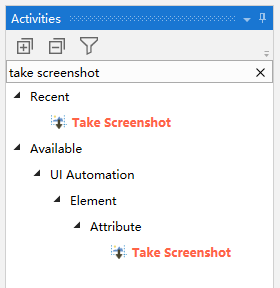 Activities
take screenshot
Recent
Take Screenshot
Available
UI Automation
Element
Attribute
Take Screenshot